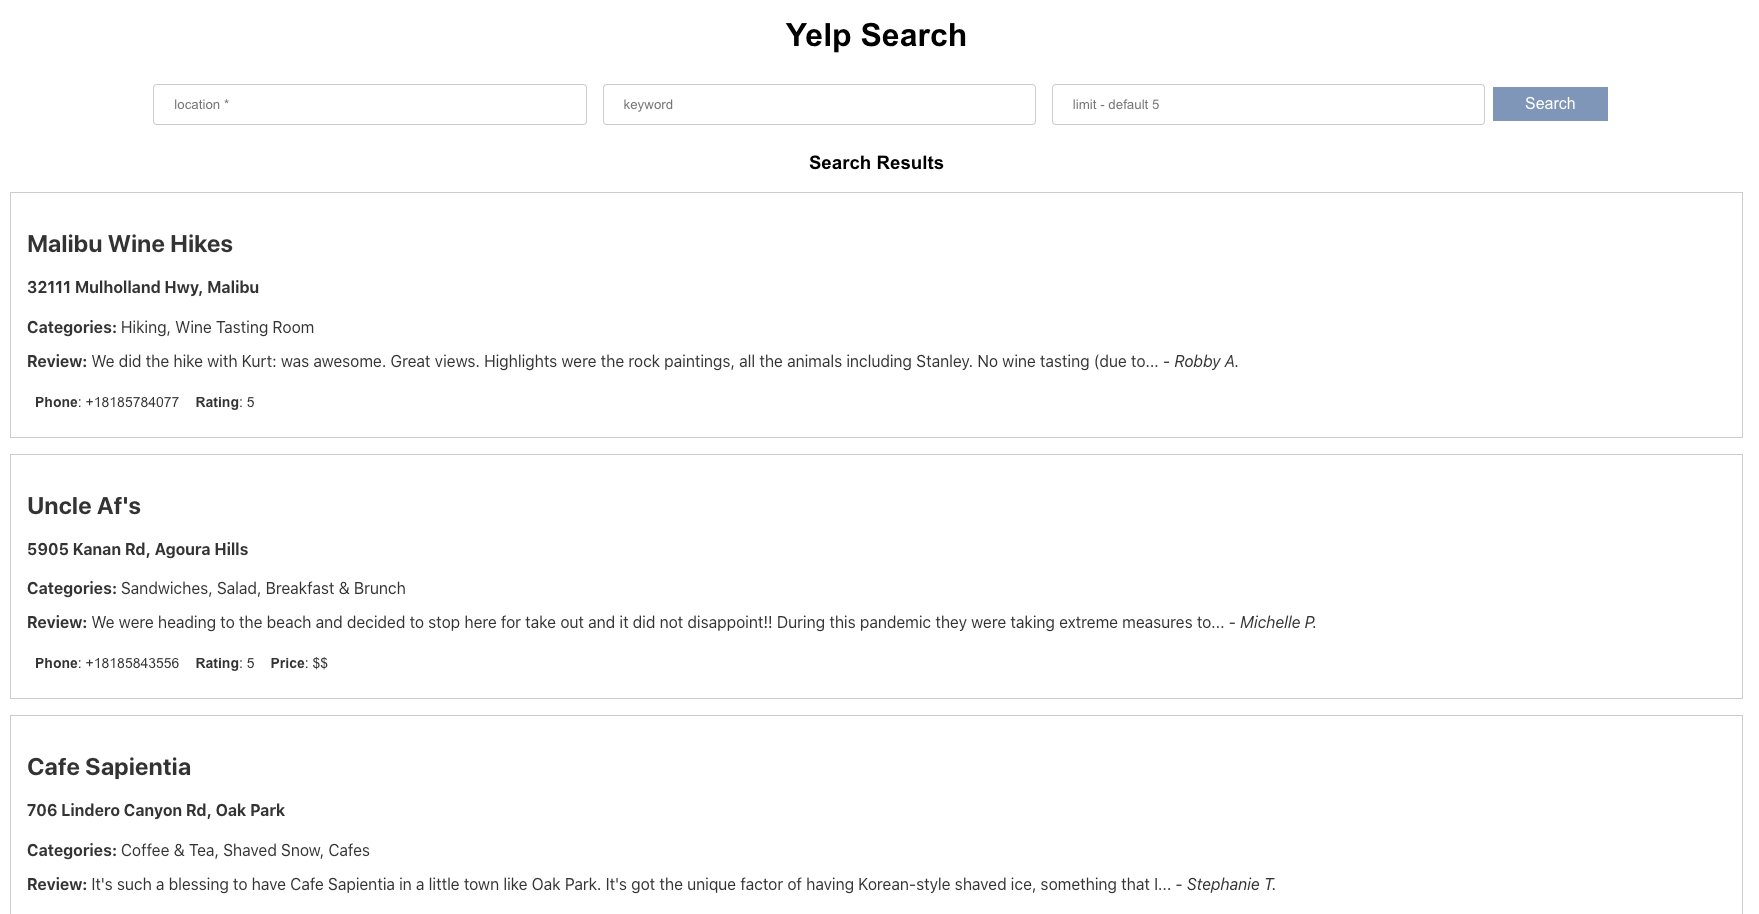 Yelp Search
location *
keyword
limit - default 5
Search
Search Results
Malibu Wine Hikes
32111 Mulholland Hwy, Malibu
Categories: Hiking, Wine Tasting Room
Review: We did the hike with Kurt: was awesome. Great views. Highlights were the rock paintings, all the animals including Stanley. No wine tasting (due to... - Robby A.
Phone: +18185784077 Rating: 5
Uncle Af's
5905 Kanan Rd, Agoura Hills
Categories: Sandwiches, Salad, Breakfast & Brunch
Review: We were heading to the beach and decided to stop here for take out and it did not disappoint!! During this pandemic they were taking extreme measures to... - Michelle P.
Phone: +18185843556 Rating: 5 Price: $$
Cafe Sapientia
706 Lindero Canyon Rd, Oak Park
Categories: Coffee & Tea, Shaved Snow, Cafes
Review: It's such a blessing to have Cafe Sapientia in a little town like Oak Park. It's got the unique factor of having Korean-style shaved ice, something that I... - Stephanie T.